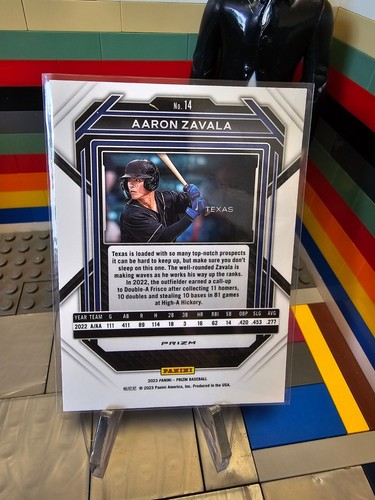 No. 14
AARON ZAVALA
TEXAS
Texas is loaded with so many top-notch prospects
it can be hard to keep up, but make sure you don't
sleep on this one. The well-rounded Zavala is
making waves as he works his way up the ranks.
In 2022, the outfielder earned a call-up
to Double-A Frisco after collecting 11 homers,
10 doubles and stealing 10 bases in 81 games
at High-A Hickory.
YEAR TEAM G AB R H 2B 3B HR RBI SB OBP SLG AVG
2022 A/AA 111 411 89 114 18 3 16 62 14 .420 .453 .277
PRIZM
PANINI
2023 PANINI – PRIZM BASEBALL
© 2023 Panini America, Inc. Produced in the USA.